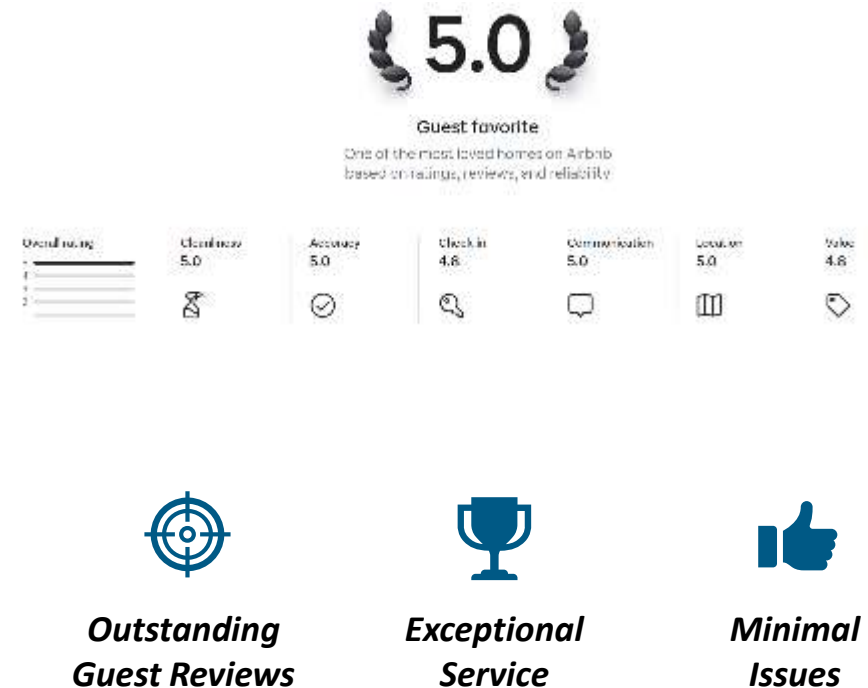 5.0
Guest favorite
One of the most loved homes on Airbnb
based on ratings, reviews, and reliability
Overall rating
Cleanliness
5.0
Accuracy
5.0
Check-in
4.8
Communication
5.0
Location
5.0
Value
4.8
Outstanding
Guest Reviews
Exceptional
Service
Minimal
Issues